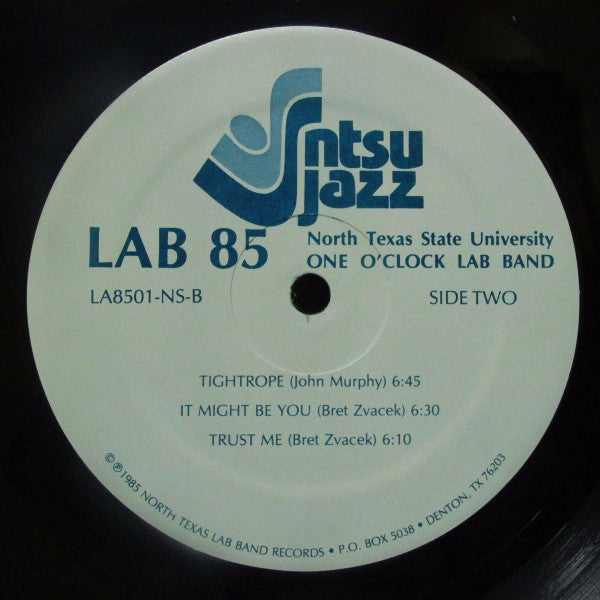 ntsu
jazz
LAB 85
North Texas State University
ONE O'CLOCK LAB BAND
LA8501-NS-B
SIDE TWO
TIGHTROPE (John Murphy) 6:45
IT MIGHT BE YOU (Bret Zvacek) 6:30
TRUST ME (Bret Zvacek) 6:10
© ℗1985 NORTH TEXAS LAB BAND RECORDS • P.O. BOX 5038 • DENTON, TX 76203